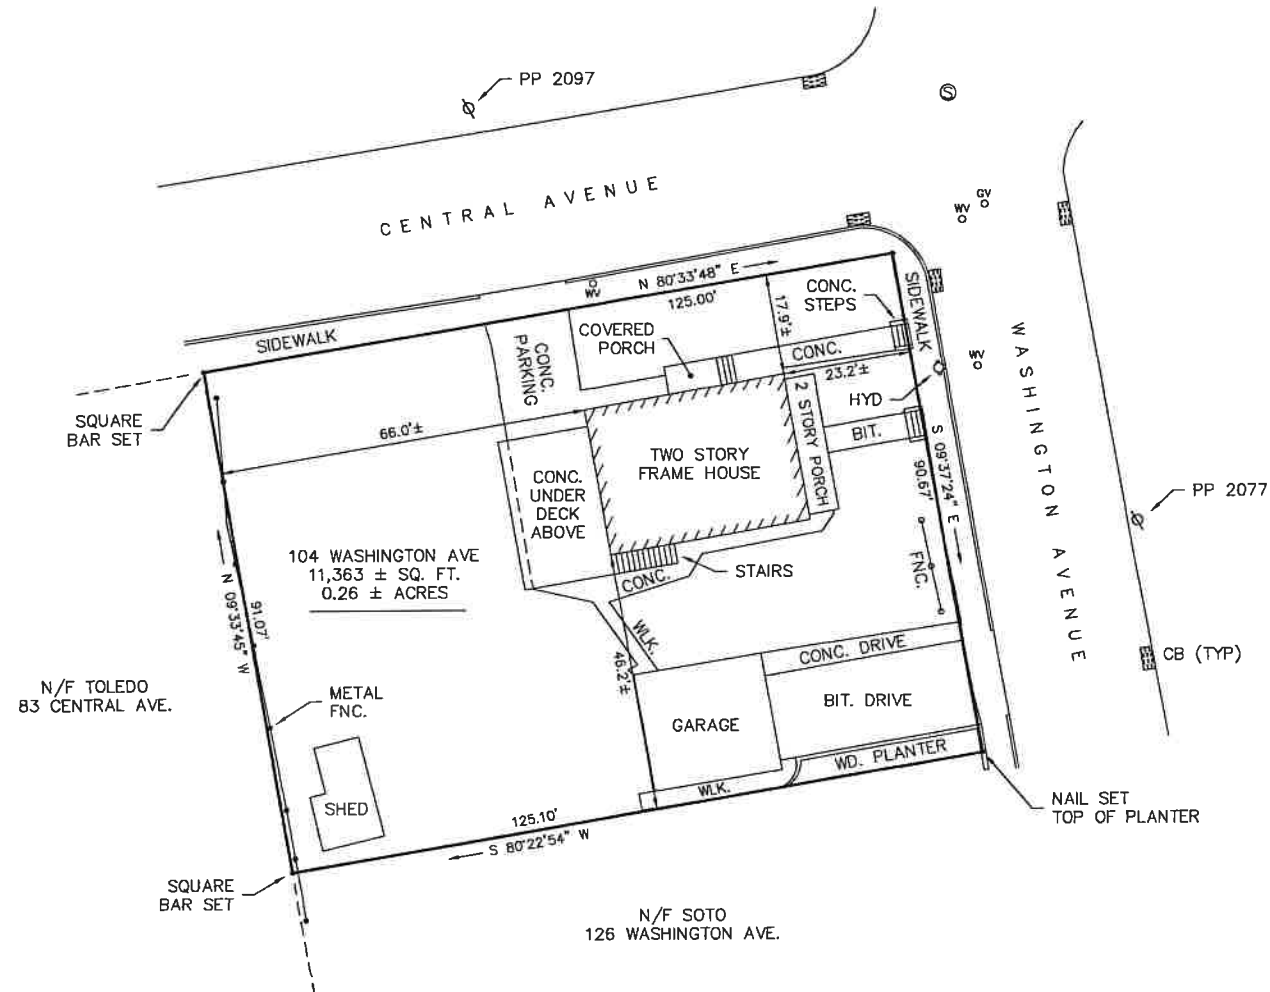 PP 2097
S
CENTRAL AVENUE
GV
WV
WV
N 80°33'48" E
125.00'
SIDEWALK
CONC.
STEPS
SIDEWALK
17.9'±
COVERED
PORCH
CONC.
PARKING
CONC.
23.2'±
WV
HYD
WASHINGTON AVENUE
SQUARE
BAR SET
66.0'±
2 STORY PORCH
BIT.
S 09°37'24" E
90.67'
TWO STORY
FRAME HOUSE
CONC.
UNDER
DECK
ABOVE
PP 2077
104 WASHINGTON AVE
11,363 ± SQ. FT.
0.26 ± ACRES
CONC.
STAIRS
FNC.
N 09°33'45" W
91.07'
WLK.
46.2'±
CONC. DRIVE
CB (TYP)
N/F TOLEDO
83 CENTRAL AVE.
METAL
FNC.
GARAGE
BIT. DRIVE
WD. PLANTER
WLK.
SHED
NAIL SET
TOP OF PLANTER
125.10'
S 80°22'54" W
SQUARE
BAR SET
N/F SOTO
126 WASHINGTON AVE.